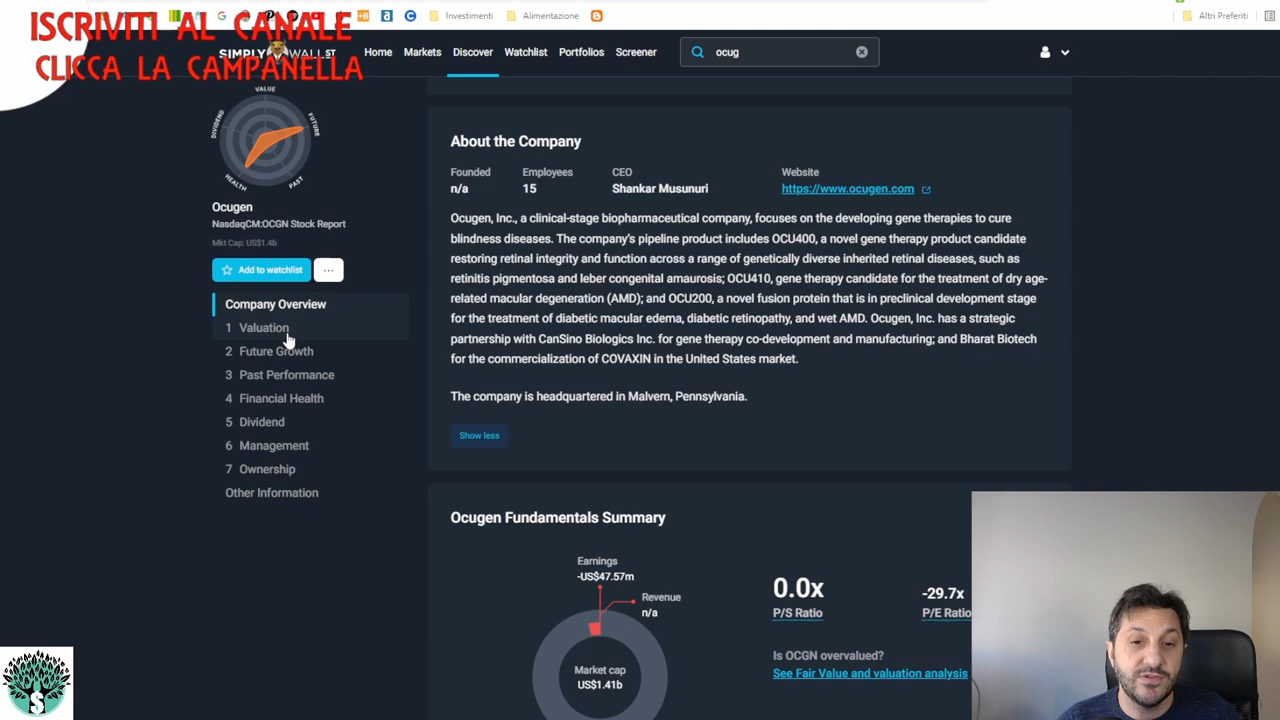 Investimenti
Alimentazione
Altri Preferiti
ISCRIVITI AL CANALE
CLICCA LA CAMPANELLA
SIMPLY WALL ST
Home Markets Discover Watchlist Portfolios Screener
ocug
VALUE
FUTURE
PAST
HEALTH
DIVIDEND
Ocugen
NasdaqCM:OCGN Stock Report
Mkt Cap: US$1.4b
Add to watchlist ...
Company Overview
1 Valuation
2 Future Growth
3 Past Performance
4 Financial Health
5 Dividend
6 Management
7 Ownership
Other Information
About the Company
Founded Employees CEO Website
n/a 15 Shankar Musunuri https://www.ocugen.com
Ocugen, Inc., a clinical-stage biopharmaceutical company, focuses on the developing gene therapies to cure
blindness diseases. The company's pipeline product includes OCU400, a novel gene therapy product candidate
restoring retinal integrity and function across a range of genetically diverse inherited retinal diseases, such as
retinitis pigmentosa and leber congenital amaurosis; OCU410, gene therapy candidate for the treatment of dry age-
related macular degeneration (AMD); and OCU200, a novel fusion protein that is in preclinical development stage
for the treatment of diabetic macular edema, diabetic retinopathy, and wet AMD. Ocugen, Inc. has a strategic
partnership with CanSino Biologics Inc. for gene therapy co-development and manufacturing; and Bharat Biotech
for the commercialization of COVAXIN in the United States market.
The company is headquartered in Malvern, Pennsylvania.
Show less
Ocugen Fundamentals Summary
Earnings
-US$47.57m
Revenue
n/a
Market cap
US$1.41b
0.0x
P/S Ratio
-29.7x
P/E Ratio
Is OCGN overvalued?
See Fair Value and valuation analysis
$